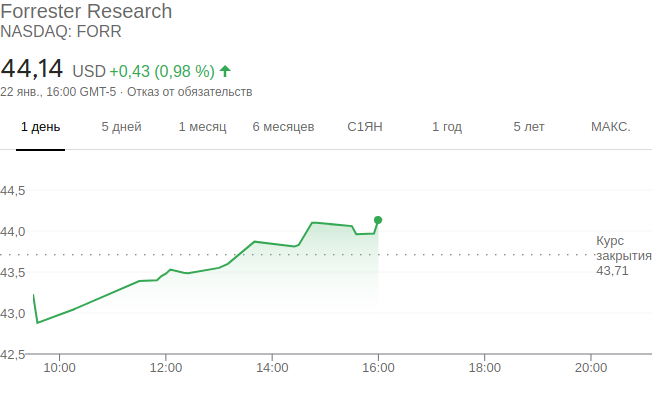 Forrester Research
NASDAQ: FORR
44,14 USD +0,43 (0,98 %)
22 янв., 16:00 GMT-5 · Отказ от обязательств
1 день 5 дней 1 месяц 6 месяцев С1ЯН 1 год 5 лет МАКС.
44,5
44,0
Курс
закрытия
43,71
43,5
43,0
42,5
10:00 12:00 14:00 16:00 18:00 20:00